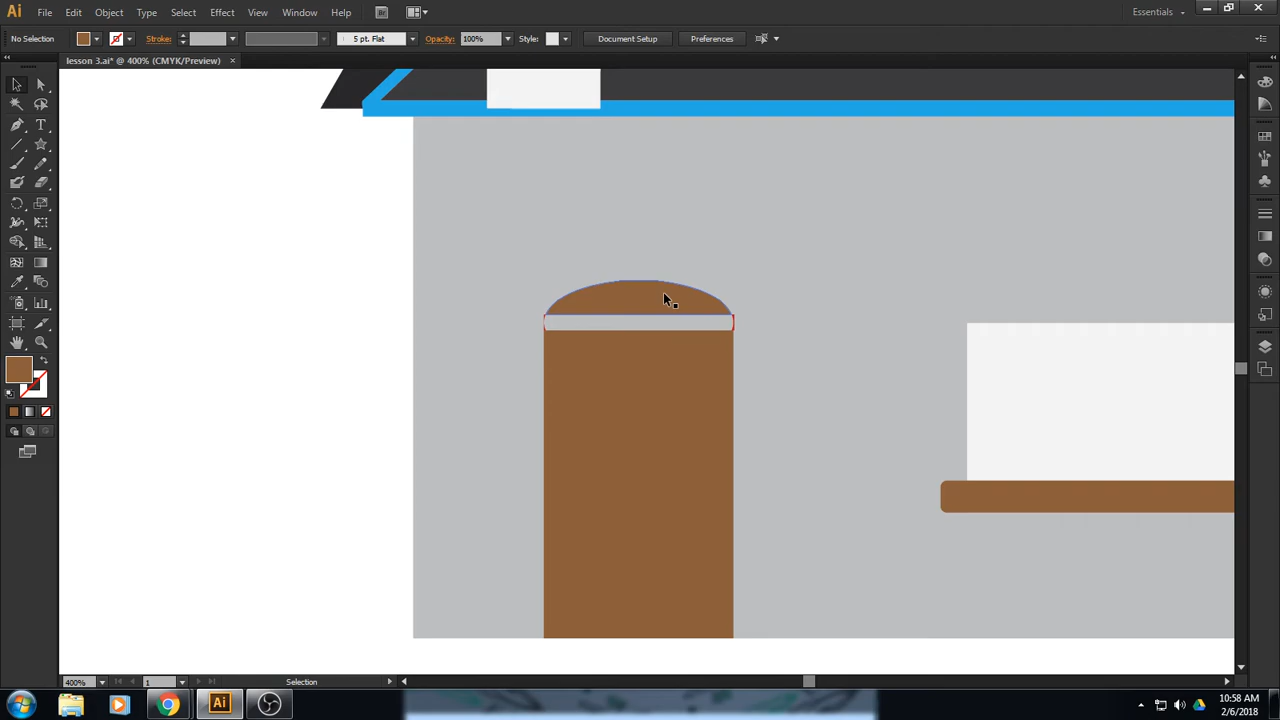 Ai File Edit Object Type Select Effect View Window Help Br Essentials
No Selection Stroke: 5 pt. Flat Opacity: 100% Style: Document Setup Preferences
lesson 3.ai* @ 400% (CMYK/Preview)
T
400% 1 Selection
Ai
10:58 AM
2/6/2018